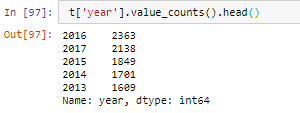 In [97]: t['year'].value_counts().head()
Out[97]:
2016    2363
2017    2138
2015    1849
2014    1701
2013    1609
Name: year, dtype: int64